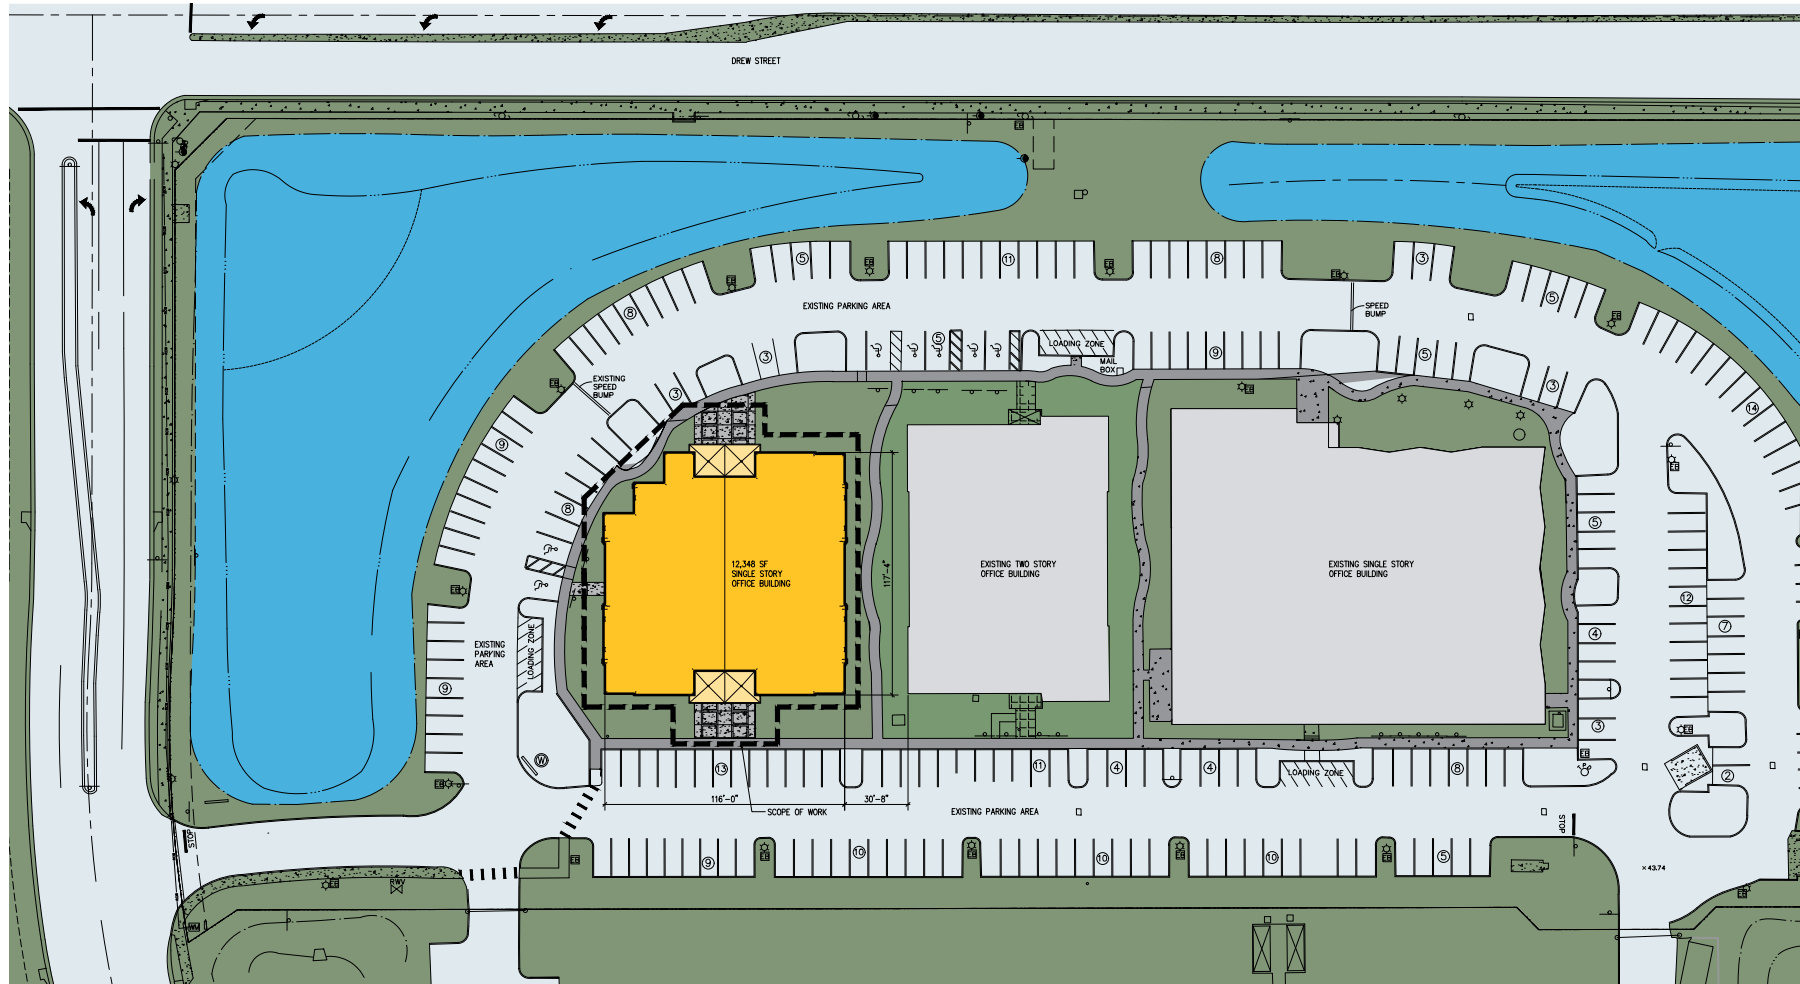 DREW STREET
5
11
8
3
5
8
EXISTING PARKING AREA
SPEED
BUMP
5
LOADING ZONE
MAIL
BOX
3
9
5
3
EXISTING
SPEED
BUMP
3
14
9
8
5
12,348 SF
SINGLE STORY
OFFICE BUILDING
117'-4"
EXISTING TWO STORY
OFFICE BUILDING
EXISTING SINGLE STORY
OFFICE BUILDING
12
7
4
EXISTING
PARKING
AREA
LOADING ZONE
9
3
W
13
11
4
4
LOADING ZONE
8
2
116'-0"
30'-8"
SCOPE OF WORK
EXISTING PARKING AREA
STOP
STOP
9
10
10
10
5
× 43.74
RWV
WM